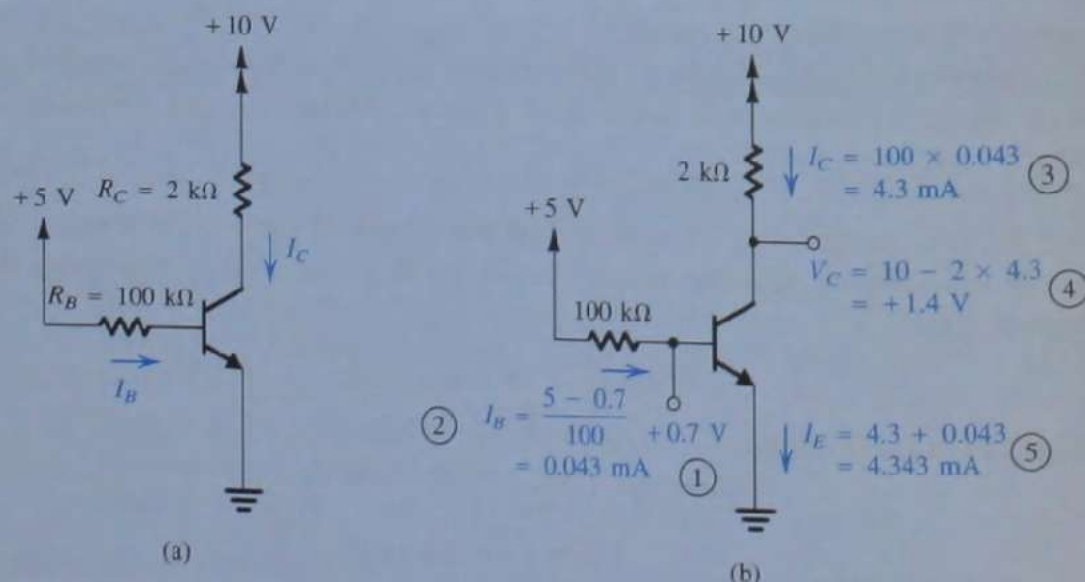 +10 V
+5 V
R_C = 2 kΩ
I_C
R_B = 100 kΩ
I_B
(a)
+10 V
2 kΩ
I_C = 100 × 0.043
= 4.3 mA
③
+5 V
V_C = 10 − 2 × 4.3
= +1.4 V
④
100 kΩ
② I_B = 5 − 0.7 / 100
= 0.043 mA
+0.7 V
①
I_E = 4.3 + 0.043
= 4.343 mA
⑤
(b)